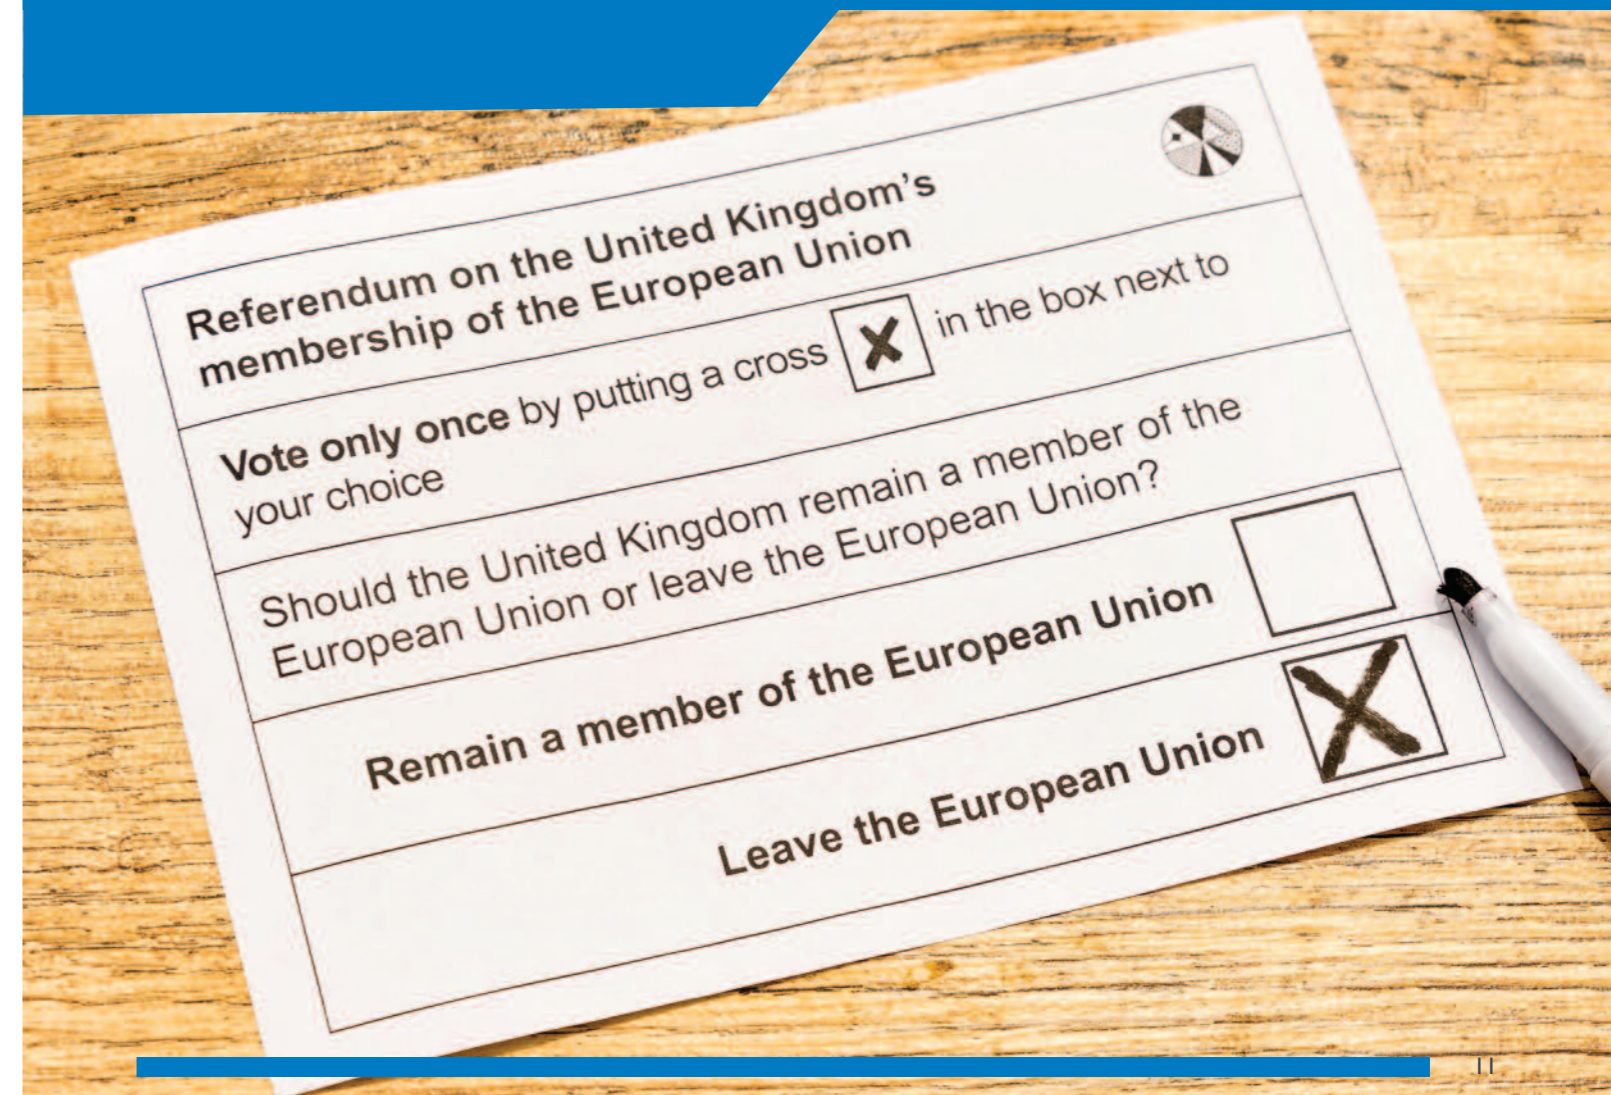 Referendum on the United Kingdom's
membership of the European Union
Vote only once by putting a cross X in the box next to
your choice
Should the United Kingdom remain a member of the
European Union or leave the European Union?
Remain a member of the European Union
Leave the European Union X
11